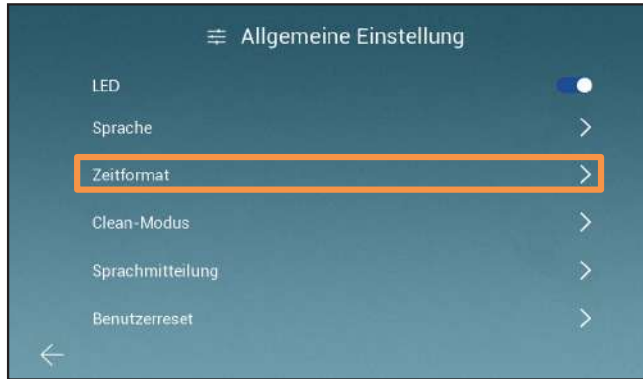 Allgemeine Einstellung
LED
Sprache
Zeitformat
Clean-Modus
Sprachmitteilung
Benutzerreset